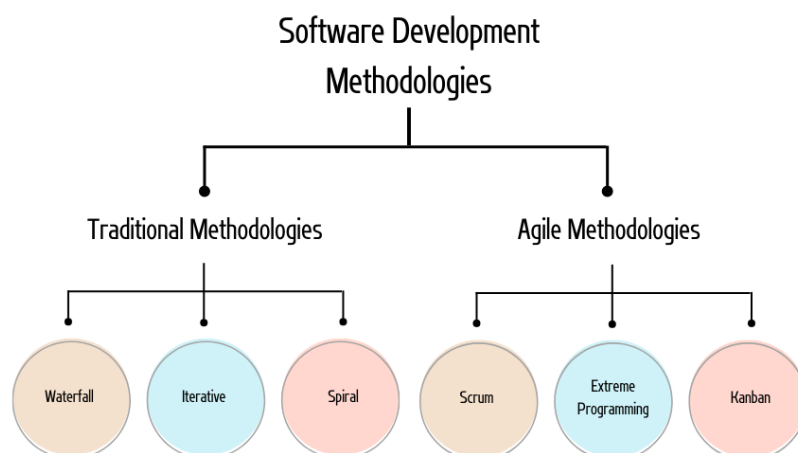 Software Development
Methodologies
Traditional Methodologies
Agile Methodologies
Waterfall
Iterative
Spiral
Scrum
Extreme
Programming
Kanban